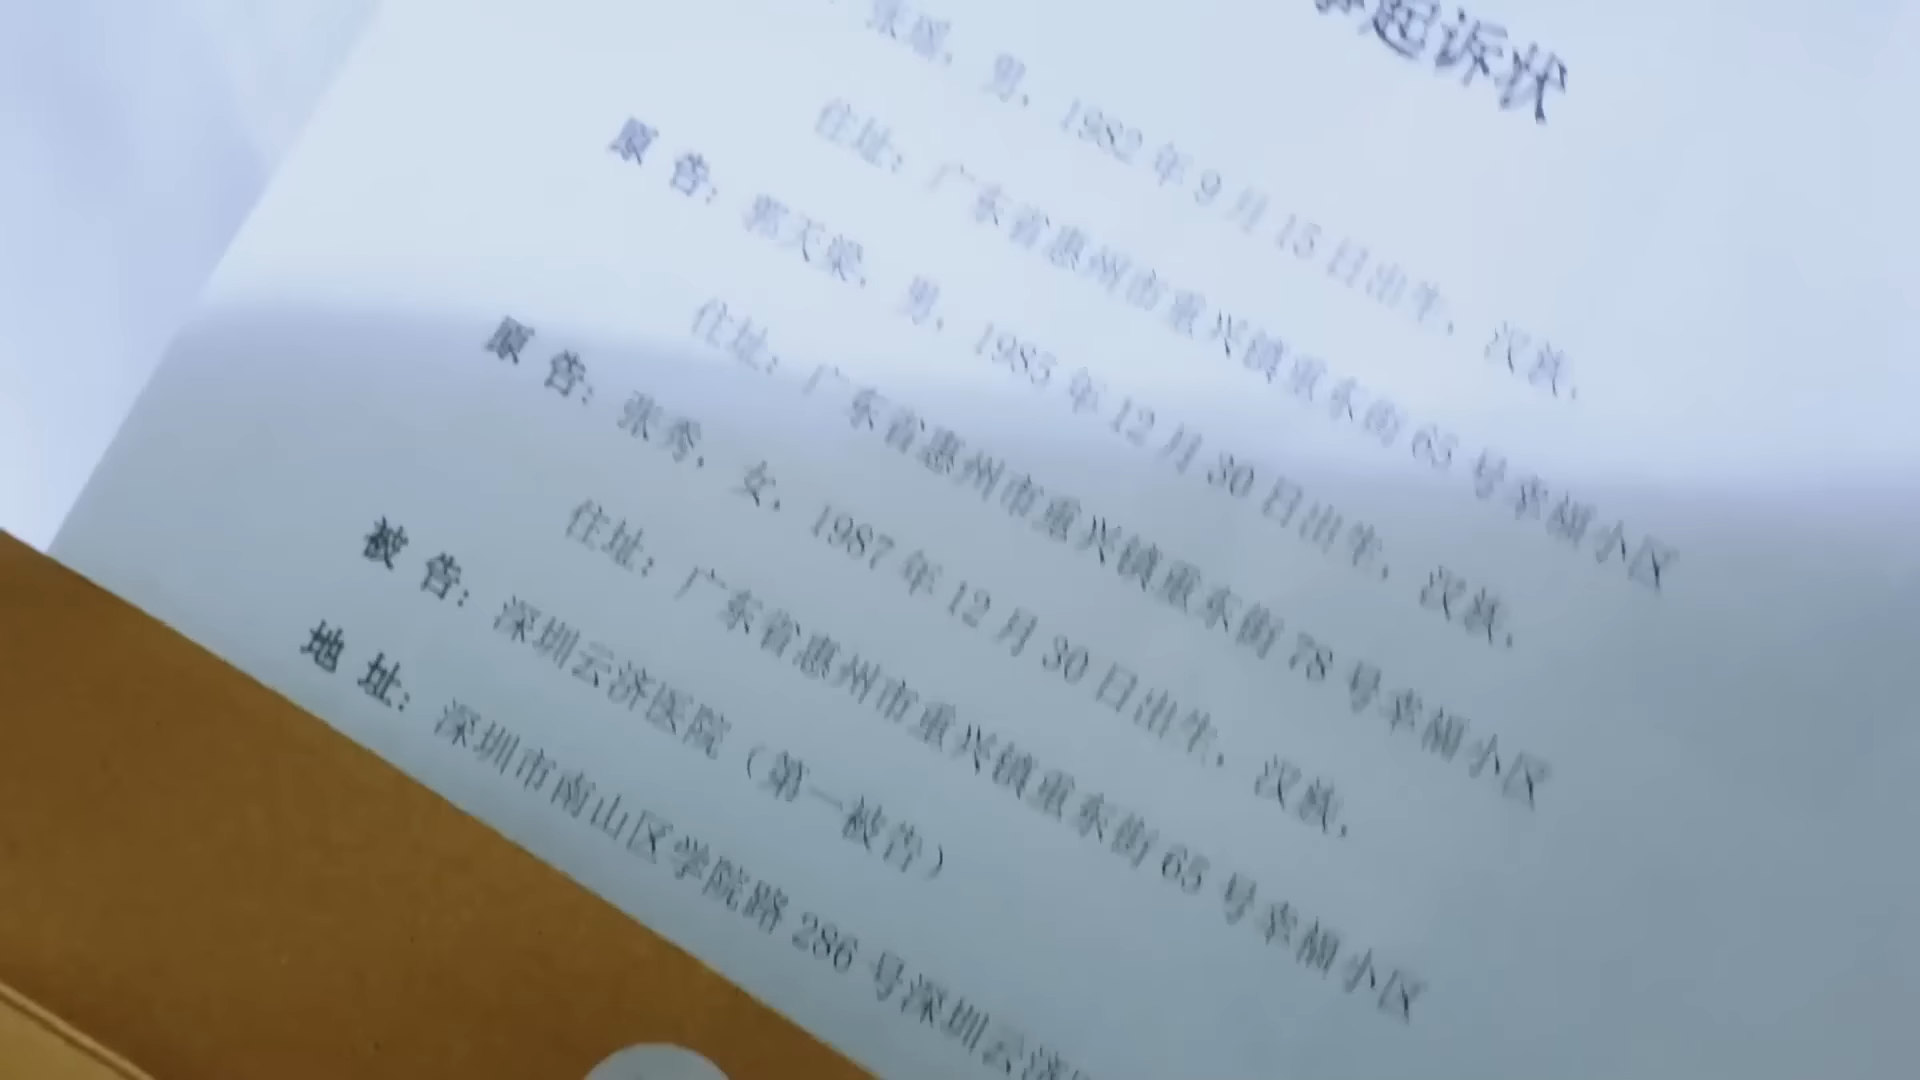 起诉状
张瑶，男，1982年9月15日出生，汉族，
住址：广东省惠州市重兴镇重东街65号幸福小区
原告：郭天梁，男，1985年12月30日出生，汉族，
住址：广东省惠州市重兴镇重东街78号幸福小区
原告：张秀，女，1987年12月30日出生，汉族，
住址：广东省惠州市重兴镇重东街65号幸福小区
被告：深圳云济医院（第一被告）
地址：深圳市南山区学院路286号深圳云济